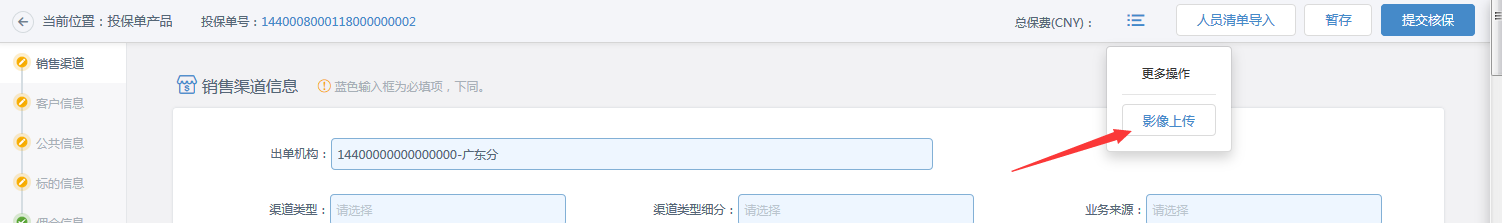 当前位置：投保单产品 投保单号：1440008000118000000002 总保费(CNY)： 人员清单导入 暂存 提交核保
销售渠道
更多操作
销售渠道信息 蓝色输入框为必填项，下同。
客户信息
影像上传
公共信息
出单机构： 14400000000000000-广东分
标的信息
渠道类型： 请选择 渠道类型细分： 请选择 业务来源： 请选择